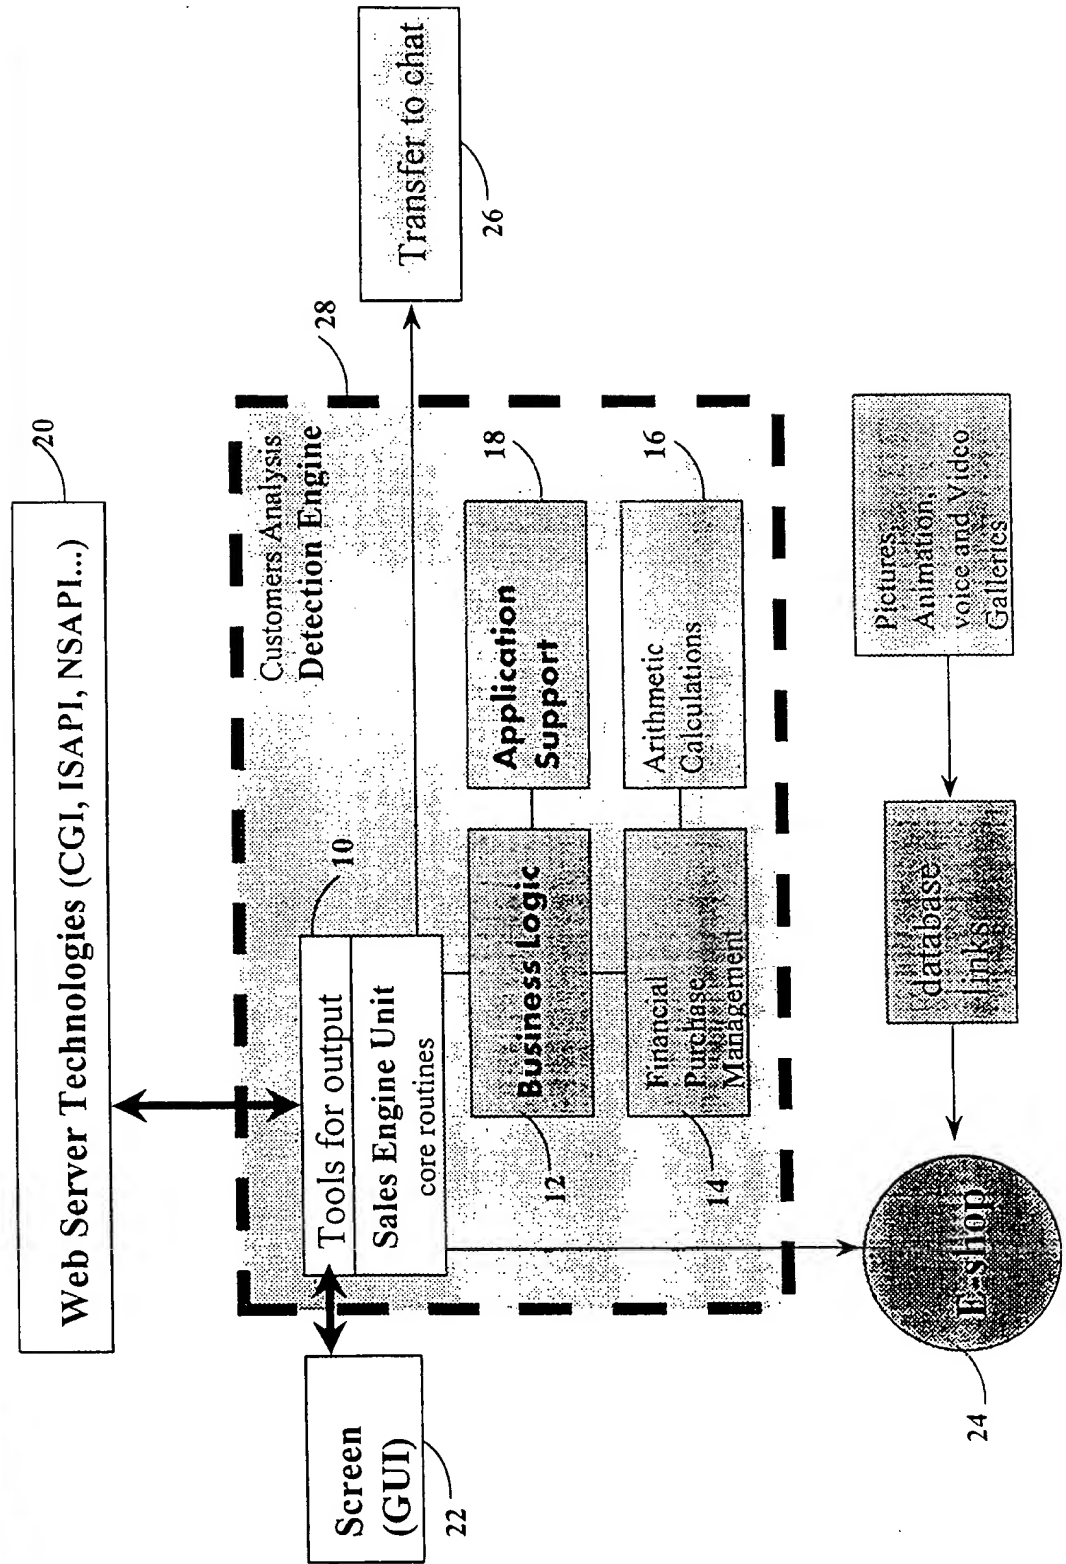 20
Web Server Technologies (CGI, ISAPI, NSAPI...)
28
Customers Analysis
Detection Engine
10
Tools for output
Sales Engine Unit
core routines
Screen
(GUI)
22
Transfer to chat
26
12
Business Logic
18
Application
Support
14
Financial
Purchase
Management
16
Arithmetic
Calculations
24
E-shop
database
links
Pictures,
Animation,
voice and Video
Galleries